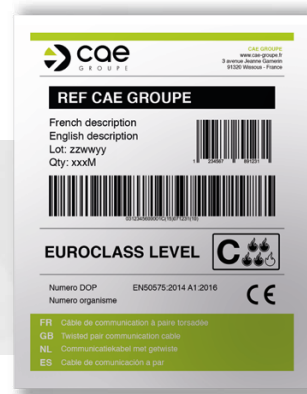 cae
GROUPE
CAE GROUPE
www.cae-groupe.fr
3 avenue Jeanne Garnerin
91320 Wissous - France
REF CAE GROUPE
French description
English description
Lot: zzwwyy
Qty: xxxM
1 234567 891231
EUROCLASS LEVEL C
Numero DOP EN50575:2014 A1:2016
Numero organisme CE
FR Câble de communication à paire torsadée
GB Twisted pair communication cable
NL Communicatiekabel met getwiste
ES Cable de comunicación a par